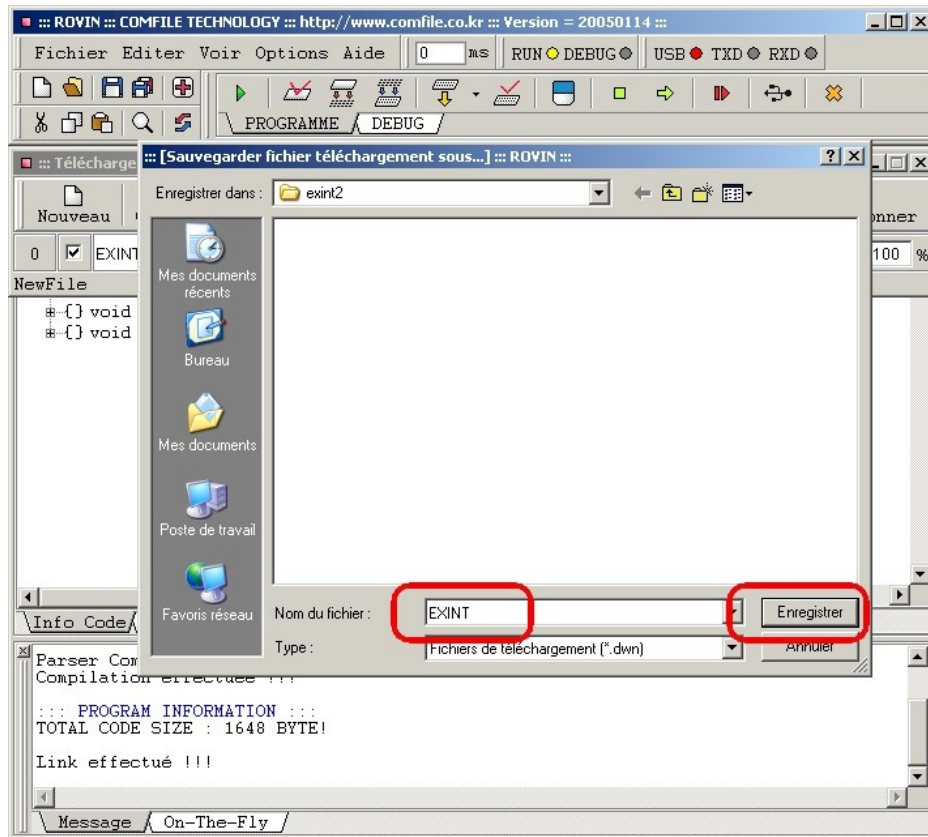 ::: ROVIN ::: COMFILE TECHNOLOGY ::: http://www.comfile.co.kr ::: Version = 20050114 :::
Fichier Editer Voir Options Aide 0 ms RUN DEBUG USB TXD RXD
PROGRAMME DEBUG
::: Télécharge
::: [Sauvegarder fichier téléchargement sous...] ::: ROVIN :::
Enregistrer dans : exint2
Nouveau
onner
0 EXINT
100 %
NewFile
{} void
{} void
Mes documents
récents
Bureau
Mes documents
Poste de travail
Favoris réseau
Nom du fichier : EXINT Enregistrer
Type : Fichiers de téléchargement (*.dwn) Annuler
Info Code
Parser Com
Compilation effectuée !!!
::: PROGRAM INFORMATION :::
TOTAL CODE SIZE : 1648 BYTE!
Link effectué !!!
Message On-The-Fly